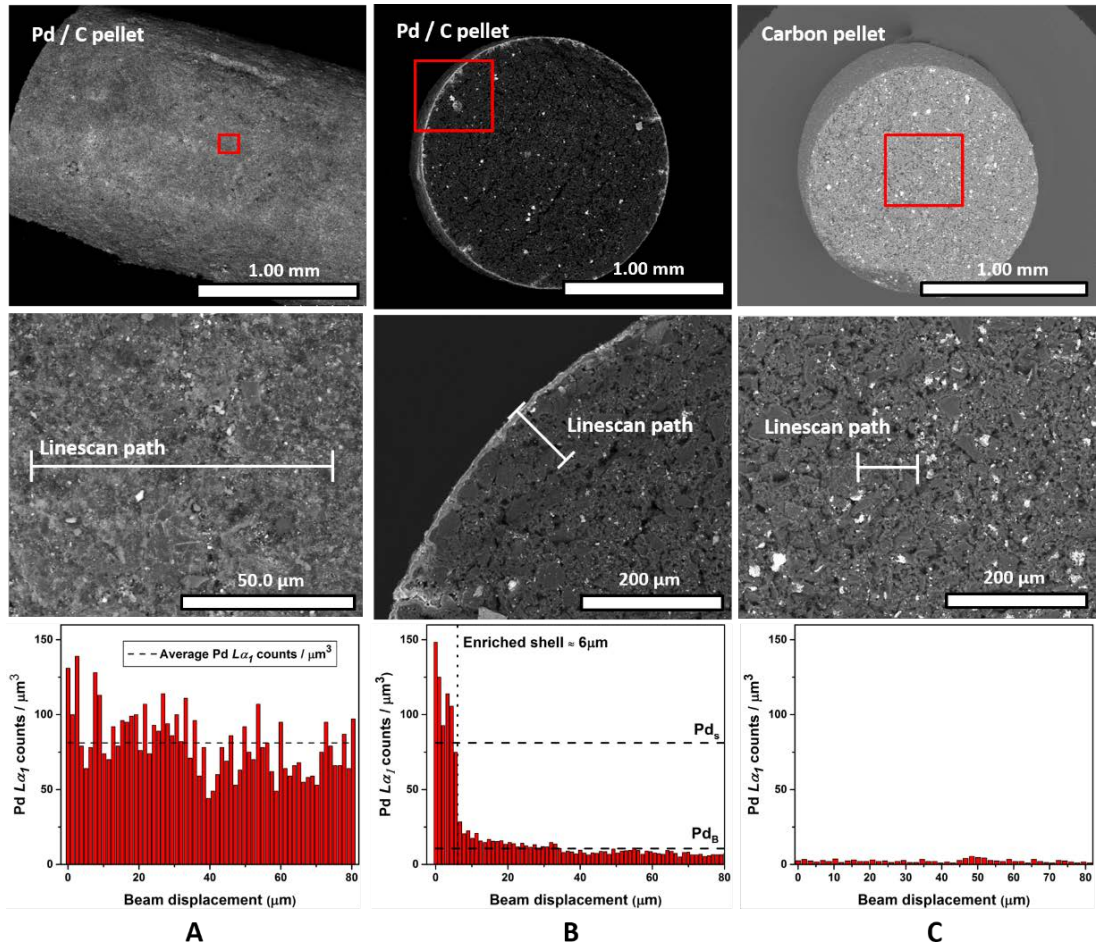 Pd / C pellet
1.00 mm
Pd / C pellet
1.00 mm
Carbon pellet
1.00 mm
Linescan path
50.0 µm
Linescan path
200 µm
Linescan path
200 µm
Pd Lα₁ counts / µm³
150
100
50
0
Average Pd Lα₁ counts / µm³
0 20 40 60 80
Beam displacement (µm)
A
Pd Lα₁ counts / µm³)
150
100
50
0
Enriched shell ≈ 6µm
Pdₛ
Pd_B
0 20 40 60 80
Beam displacement (µm)
B
Pd Lα₁ counts / µm³
150
100
50
0
0 10 20 30 40 50 60 70 80
Beam displacement (µm)
C